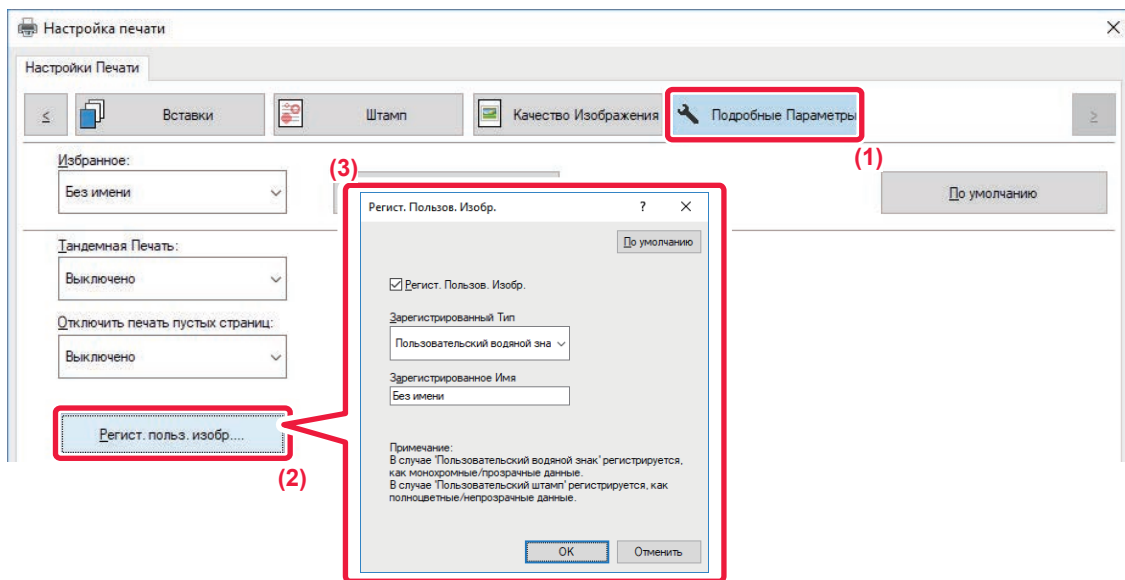 Настройка печати
Настройки Печати
≤ Вставки Штамп Качество Изображения Подробные Параметры ≥
(1)
Избранное:
Без имени
По умолчанию
(3)
Тандемная Печать:
Выключено
Отключить печать пустых страниц:
Выключено
Регист. польз. изобр....
(2)
Регист. Пользов. Изобр. ?
По умолчанию
Регист. Пользов. Изобр.
Зарегистрированный Тип
Пользовательский водяной зна
Зарегистрированное Имя
Без имени
Примечание:
В случае 'Пользовательский водяной знак' регистрируется,
как монохромные/прозрачные данные.
В случае 'Пользовательский штамп' регистрируется, как
полноцветные/непрозрачные данные.
OK Отменить